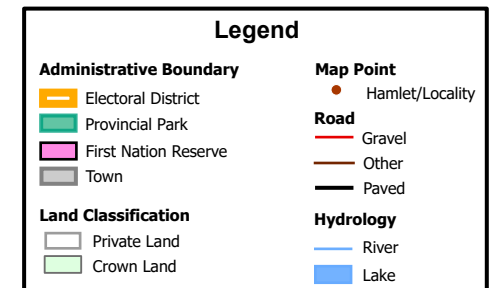 Legend
Administrative Boundary
Electoral District
Provincial Park
First Nation Reserve
Town
Land Classification
Private Land
Crown Land
Map Point
Hamlet/Locality
Road
Gravel
Other
Paved
Hydrology
River
Lake